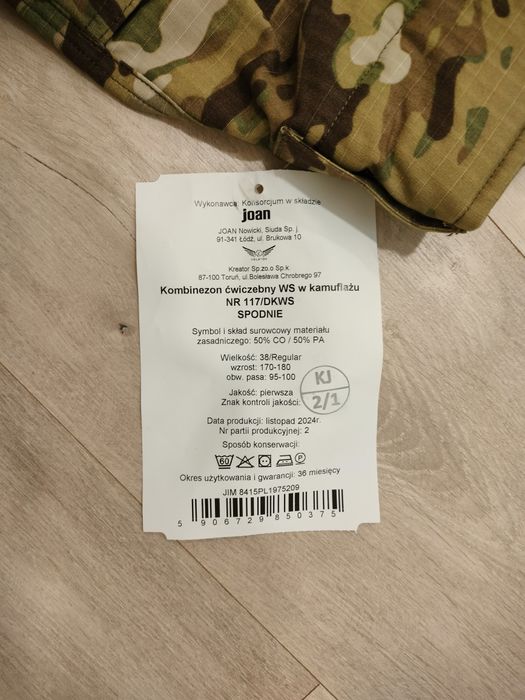 Wykonawca: Konsorcjum w składzie
joan
JOAN Nowicki, Siuda Sp. j.
91-341 Łódź, ul. Brukowa 10
Kreator Sp.zo.o Sp.k.
87-100 Toruń, ul.Bolesława Chrobrego 97
Kombinezon ćwiczebny WS w kamuflażu
NR 117/DKWS
SPODNIE
Symbol i skład surowcowy materiału
zasadniczego: 50% CO / 50% PA
Wielkość: 38/Regular
wzrost: 170-180
obw. pasa: 95-100
Jakość: pierwsza
Znak kontroli jakości:
KJ
2/1
Data produkcji: listopad 2024r.
Nr partii produkcyjnej: 2
Sposób konserwacji:
60 P
Okres użytkowania i gwarancji: 36 miesięcy
JIM 8415PL1975209
5 906729 850375